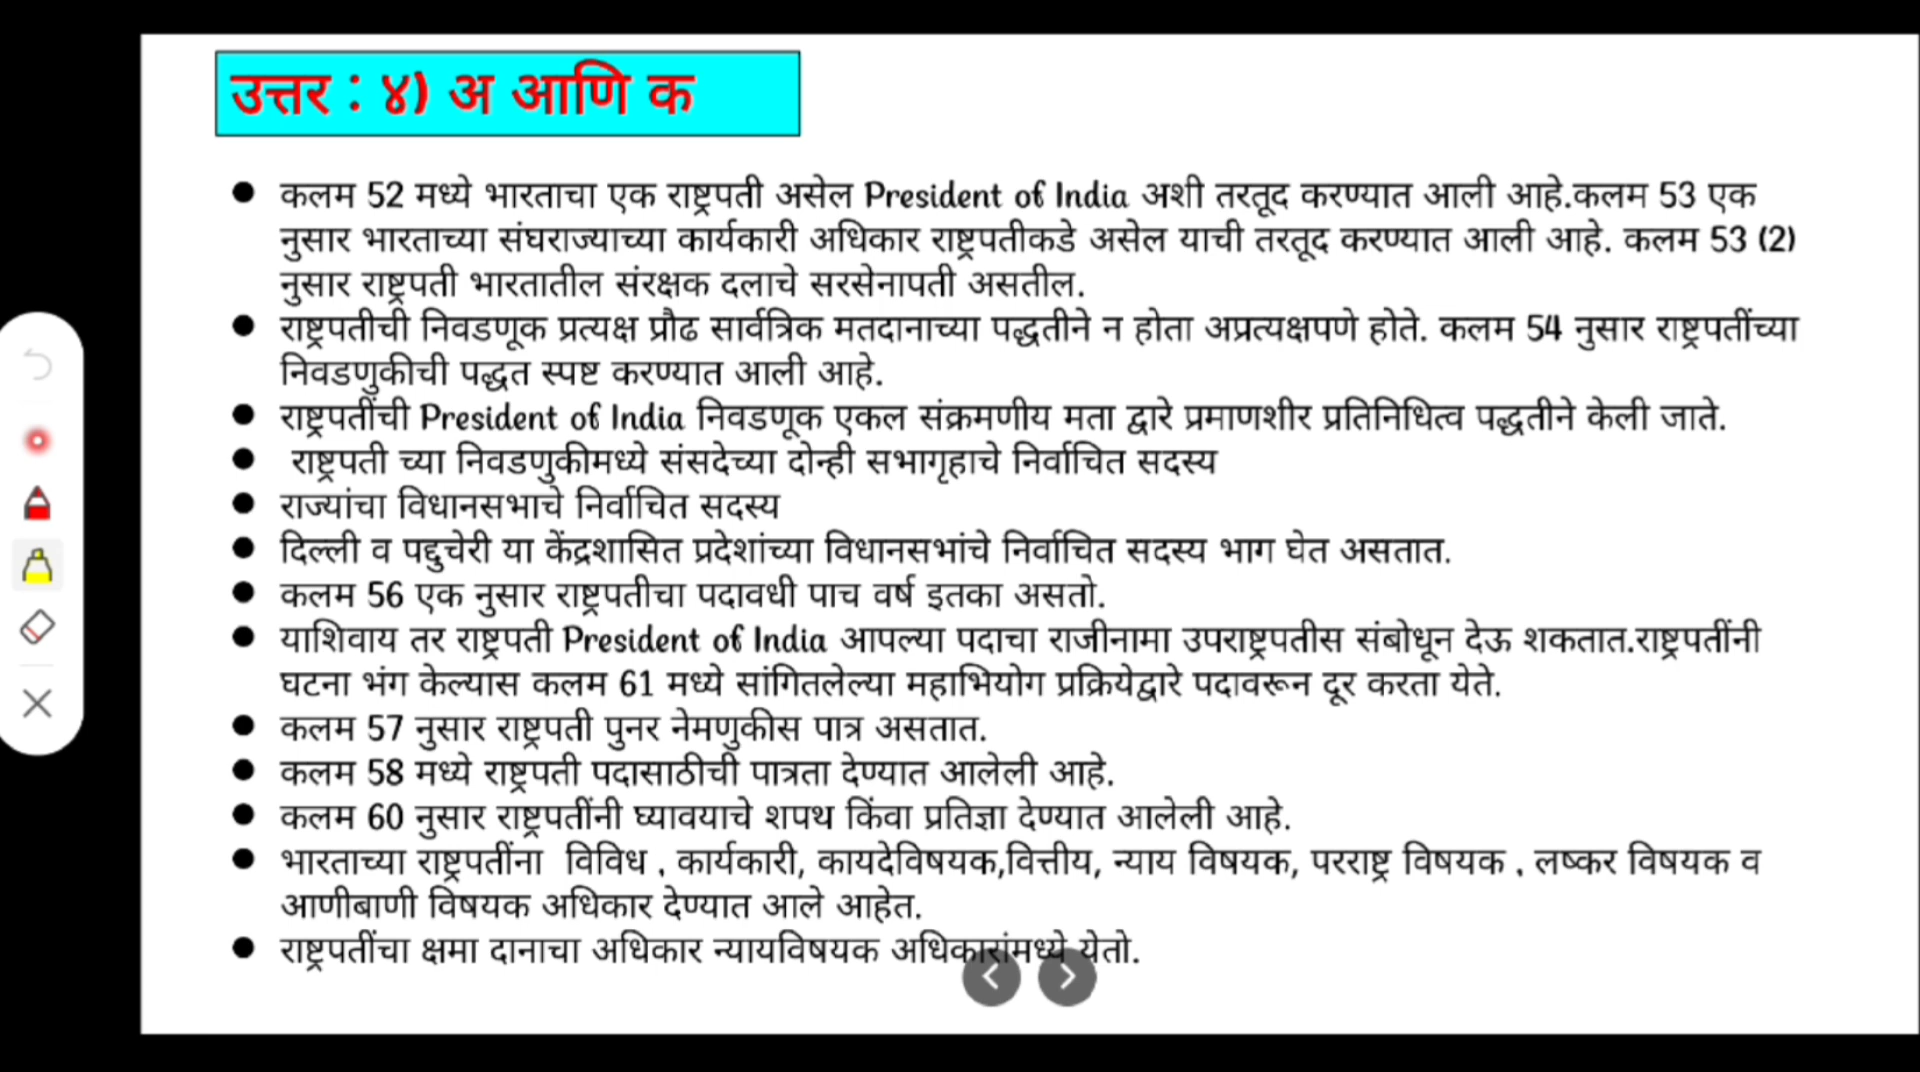 उत्तर : ४) अ आणि क
● कलम 52 मध्ये भारताचा एक राष्ट्रपती असेल President of India अशी तरतूद करण्यात आली आहे.कलम 53 एक
नुसार भारताच्या संघराज्याच्या कार्यकारी अधिकार राष्ट्रपतीकडे असेल याची तरतूद करण्यात आली आहे. कलम 53 (2)
नुसार राष्ट्रपती भारतातील संरक्षक दलाचे सरसेनापती असतील.
● राष्ट्रपतीची निवडणूक प्रत्यक्ष प्रौढ सार्वत्रिक मतदानाच्या पद्धतीने न होता अप्रत्यक्षपणे होते. कलम 54 नुसार राष्ट्रपतींच्या
निवडणुकीची पद्धत स्पष्ट करण्यात आली आहे.
● राष्ट्रपतींची President of India निवडणूक एकल संक्रमणीय मता द्वारे प्रमाणशीर प्रतिनिधित्व पद्धतीने केली जाते.
● राष्ट्रपती च्या निवडणुकीमध्ये संसदेच्या दोन्ही सभागृहाचे निर्वाचित सदस्य
● राज्यांचा विधानसभाचे निर्वाचित सदस्य
● दिल्ली व पद्दुचेरी या केंद्रशासित प्रदेशांच्या विधानसभांचे निर्वाचित सदस्य भाग घेत असतात.
● कलम 56 एक नुसार राष्ट्रपतीचा पदावधी पाच वर्ष इतका असतो.
● याशिवाय तर राष्ट्रपती President of India आपल्या पदाचा राजीनामा उपराष्ट्रपतीस संबोधून देऊ शकतात.राष्ट्रपतींनी
घटना भंग केल्यास कलम 61 मध्ये सांगितलेल्या महाभियोग प्रक्रियेद्वारे पदावरून दूर करता येते.
● कलम 57 नुसार राष्ट्रपती पुनर नेमणुकीस पात्र असतात.
● कलम 58 मध्ये राष्ट्रपती पदासाठीची पात्रता देण्यात आलेली आहे.
● कलम 60 नुसार राष्ट्रपतींनी घ्यावयाचे शपथ किंवा प्रतिज्ञा देण्यात आलेली आहे.
● भारताच्या राष्ट्रपतींना विविध , कार्यकारी, कायदेविषयक,वित्तीय, न्याय विषयक, परराष्ट्र विषयक , लष्कर विषयक व
आणीबाणी विषयक अधिकार देण्यात आले आहेत.
● राष्ट्रपतींचा क्षमा दानाचा अधिकार न्यायविषयक अधिकारांमध्ये येतो.